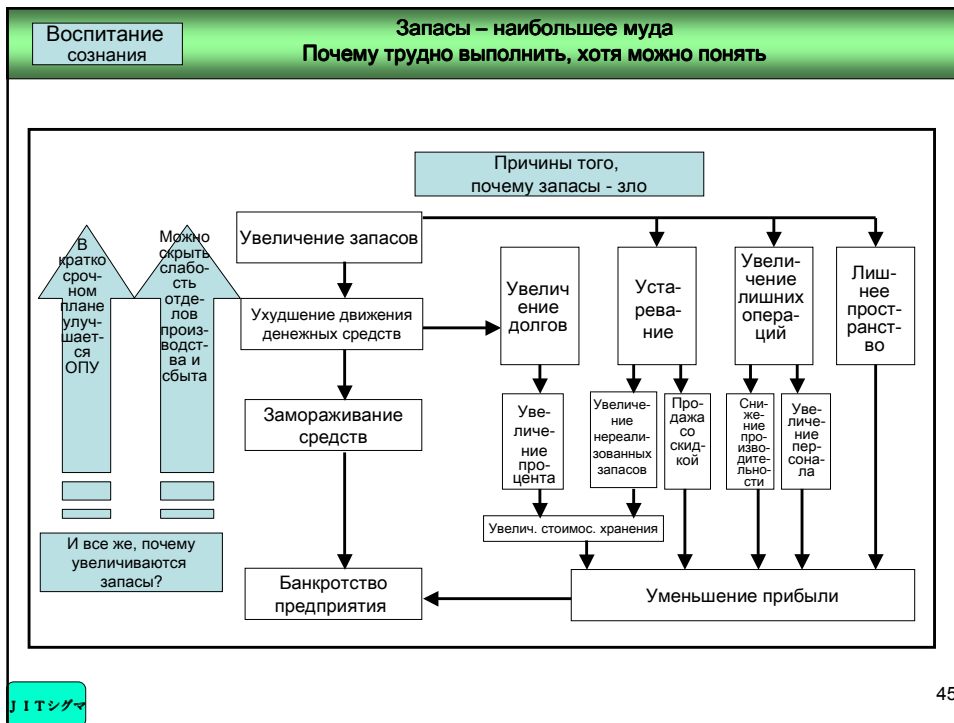 Воспитание
сознания
Запасы – наибольшее муда
Почему трудно выполнить, хотя можно понять
Причины того,
почему запасы - зло
В
кратко
сроч-
ном
плане
улуч-
шает-
ся
ОПУ
Можно
скрыть
слабо-
сть
отде-
лов
произ-
водст-
ва и
сбыта
И все же, почему
увеличиваются
запасы?
Увеличение запасов
Ухудшение движения
денежных средств
Замораживание
средств
Банкротство
предприятия
Увелич
ение
долгов
Уста-
рева-
ние
Увели-
чение
лишних
опера-
ций
Лиш-
нее
прост-
ранст-
во
Уве-
личе-
ние
про-
цента
Увеличе-
ние
нереали-
зованных
запасов
Про-
дажа
со
скид-
кой
Сни-
же-
ние
про-
извод-
ите-
льно-
сти
Уве-
личе-
ние
пер-
сона-
ла
Увелич. стоимос. хранения
Уменьшение прибыли
ＪＩＴシグマ
45